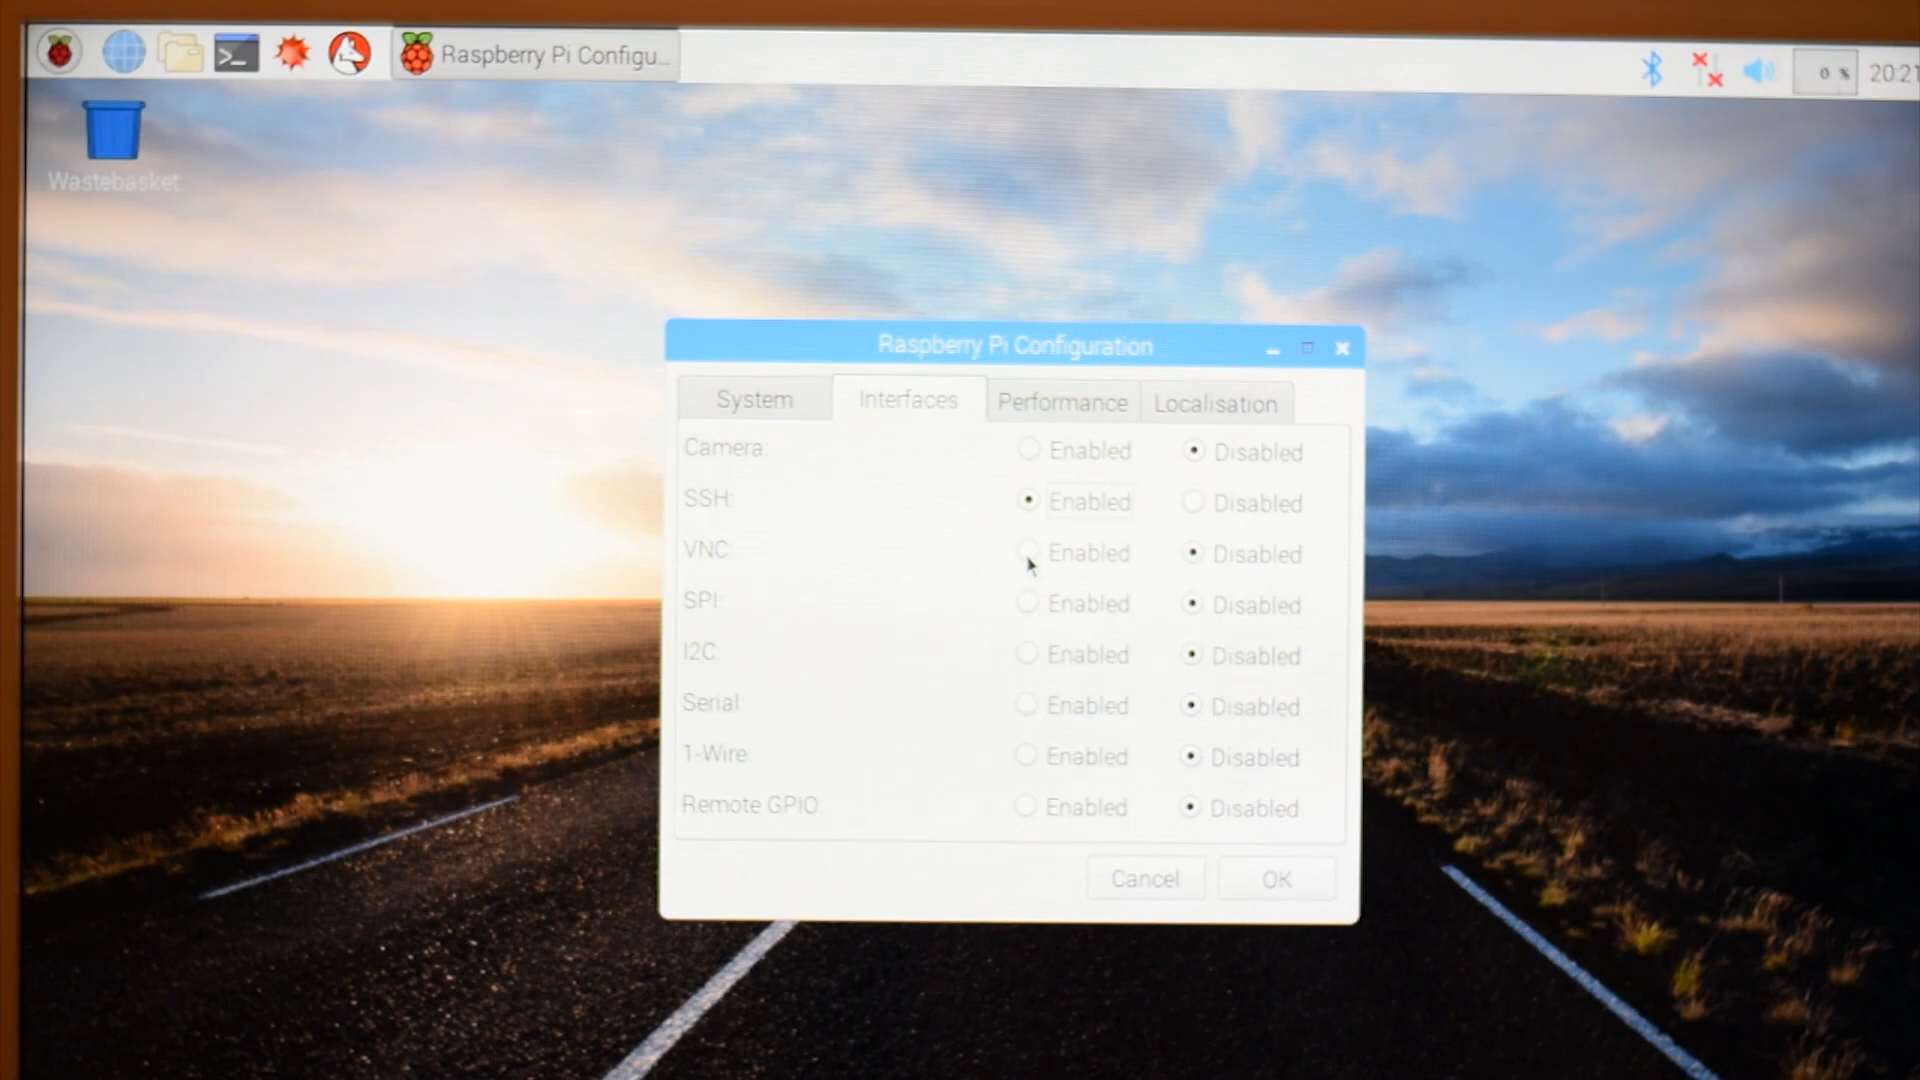 Raspberry Pi Configu...
0 %
20:21
Wastebasket
Raspberry Pi Configuration
System Interfaces Performance Localisation
Camera: Enabled Disabled
SSH: Enabled Disabled
VNC: Enabled Disabled
SPI: Enabled Disabled
I2C: Enabled Disabled
Serial: Enabled Disabled
1-Wire: Enabled Disabled
Remote GPIO: Enabled Disabled
Cancel OK